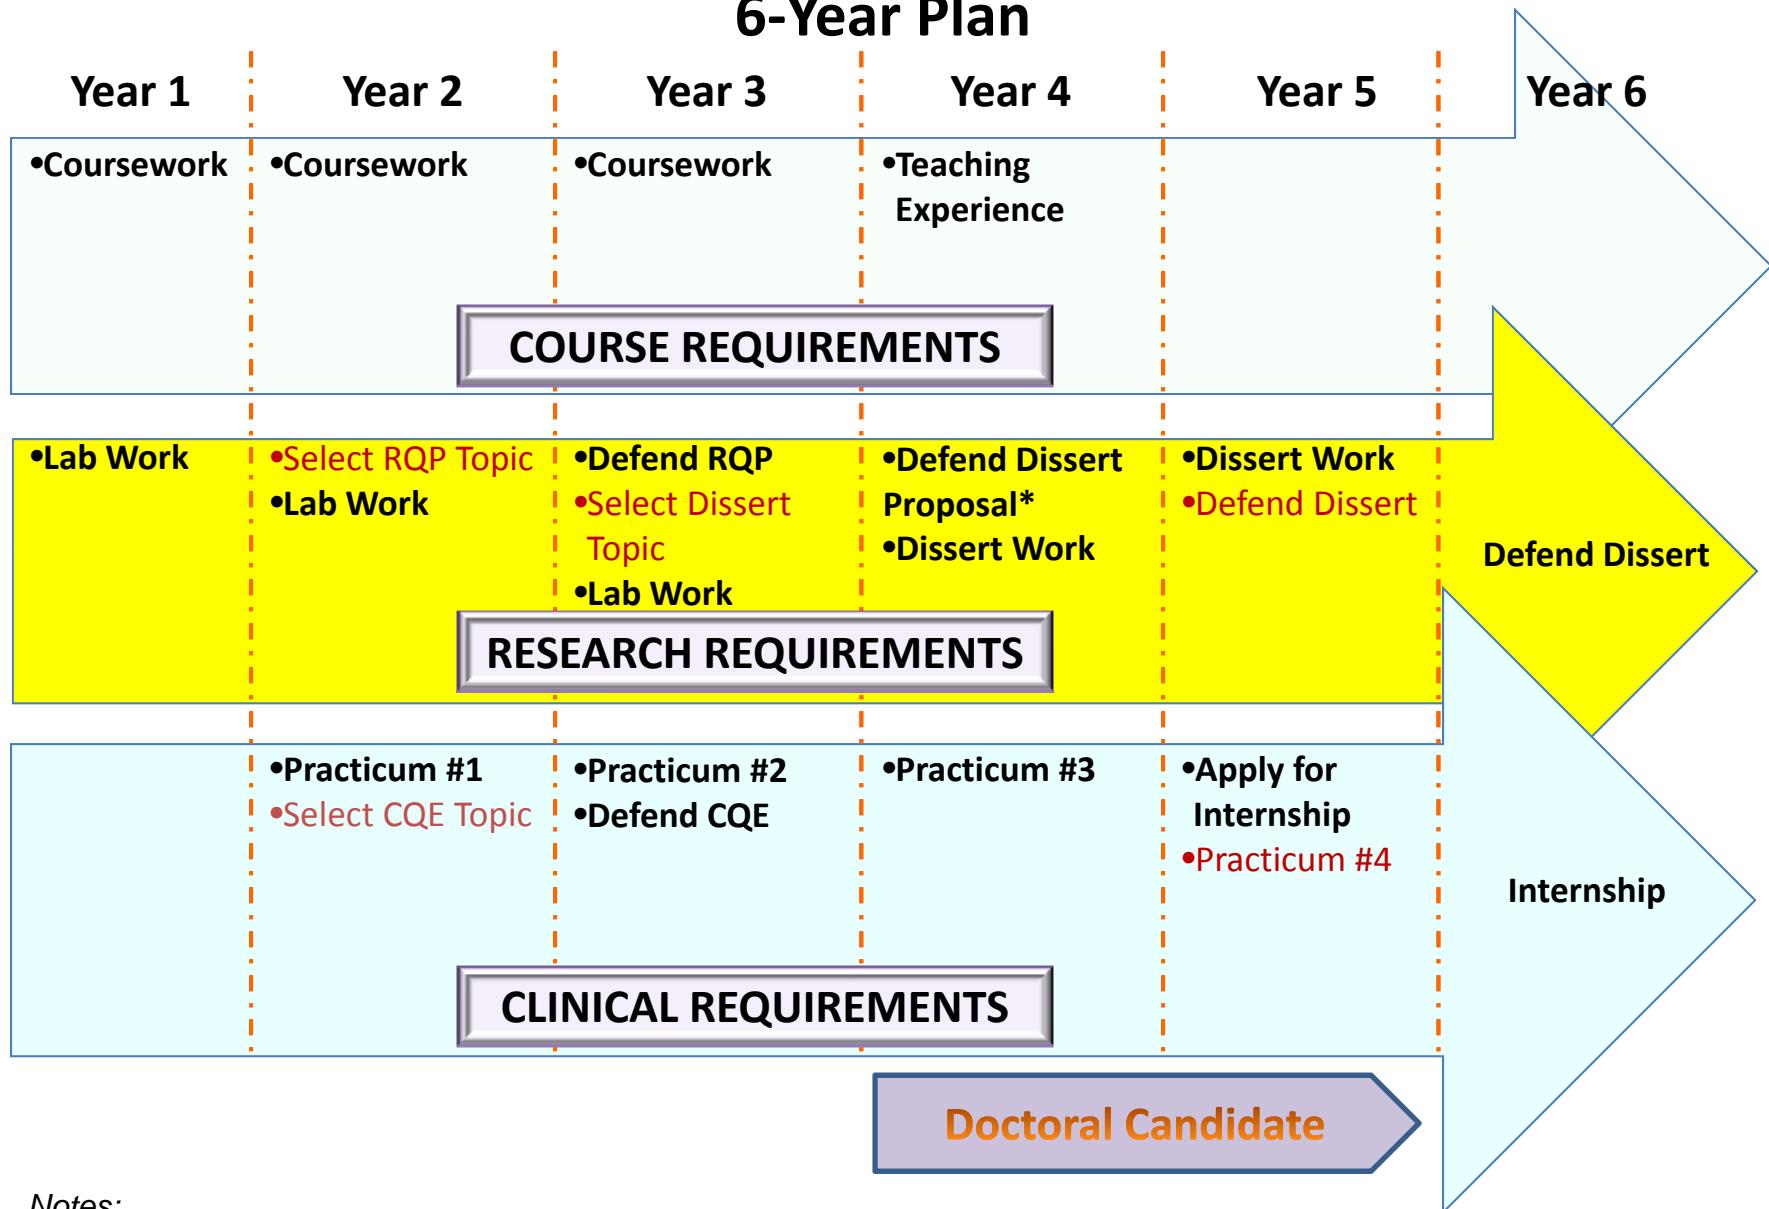 6-Year Plan
Year 1
Year 2
Year 3
Year 4
Year 5
Year 6
•Coursework
•Coursework
•Coursework
•Teaching
Experience
COURSE REQUIREMENTS
•Lab Work
•Select RQP Topic
•Lab Work
•Defend RQP
•Select Dissert
Topic
•Lab Work
•Defend Dissert
Proposal*
•Dissert Work
•Dissert Work
•Defend Dissert
Defend Dissert
RESEARCH REQUIREMENTS
•Practicum #1
•Select CQE Topic
•Practicum #2
•Defend CQE
•Practicum #3
•Apply for
Internship
•Practicum #4
Internship
CLINICAL REQUIREMENTS
Doctoral Candidate
Notes: